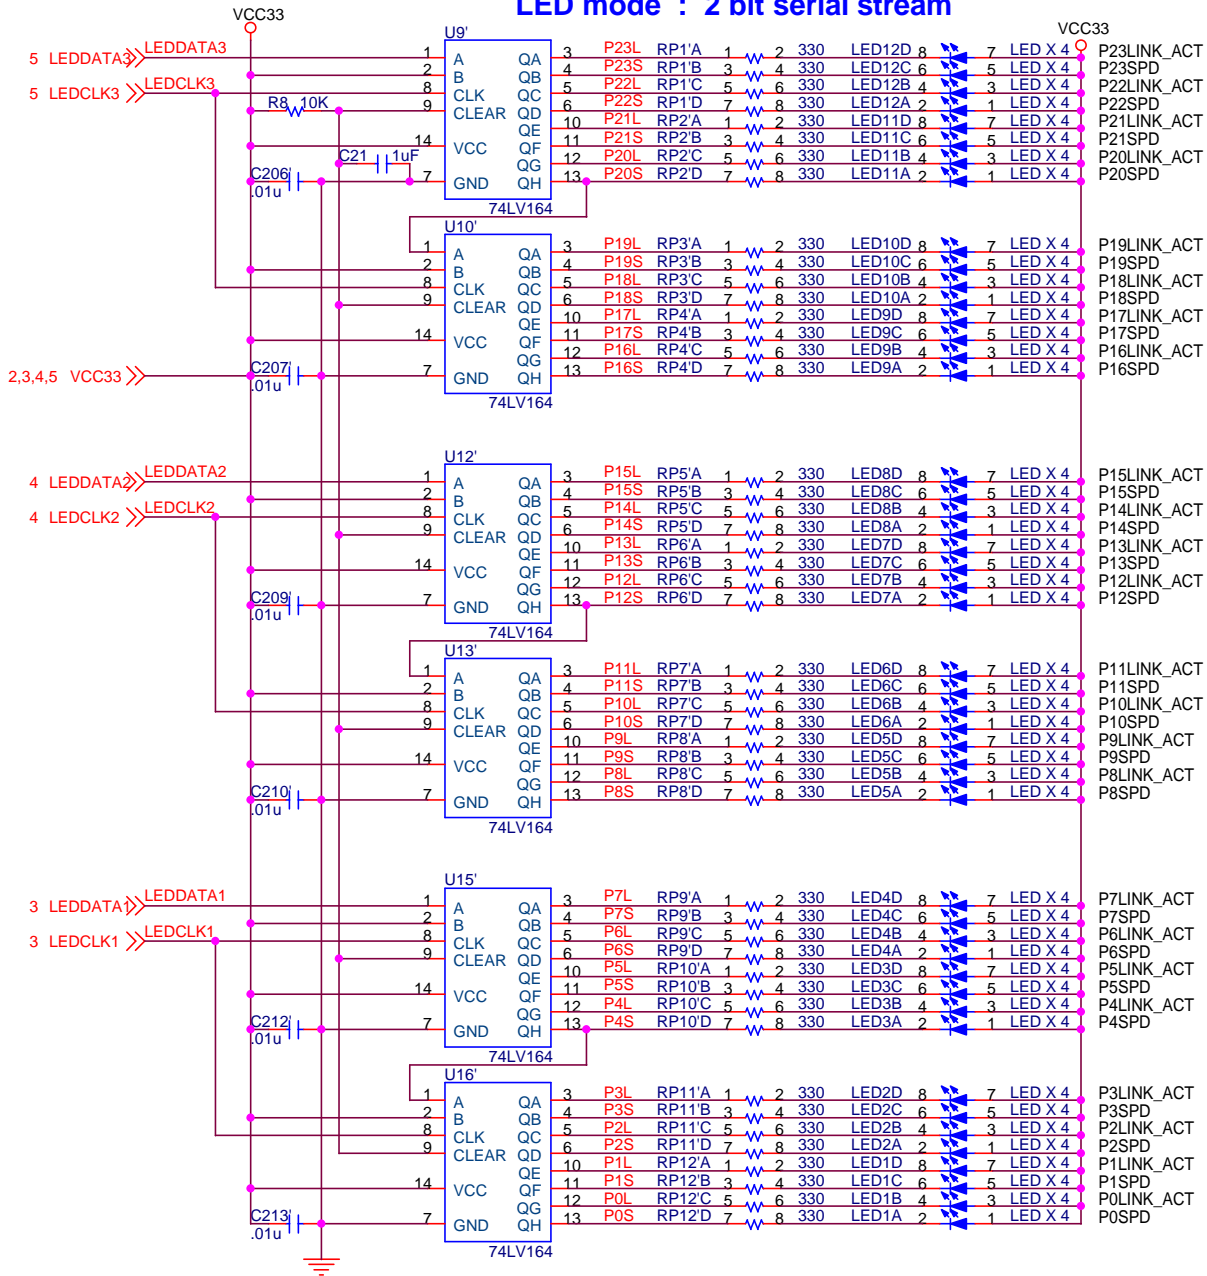 LED mode : 2 bit serial stream
VCC33
VCC33
U9'
5 LEDDATA3 LEDDATA3 1 A QA 3 P23L RP1'A 1 2 330 LED12D 8 7 LED X 4 P23LINK_ACT
2 B QB 4 P23S RP1'B 3 4 330 LED12C 6 5 LED X 4 P23SPD
5 LEDCLK3 LEDCLK3 8 CLK QC 5 P22L RP1'C 5 6 330 LED12B 4 3 LED X 4 P22LINK_ACT
R8 10K 9 CLEAR QD 6 P22S RP1'D 7 8 330 LED12A 2 1 LED X 4 P22SPD
QE 10 P21L RP2'A 1 2 330 LED11D 8 7 LED X 4 P21LINK_ACT
14 VCC QF 11 P21S RP2'B 3 4 330 LED11C 6 5 LED X 4 P21SPD
C21 1uF QG 12 P20L RP2'C 5 6 330 LED11B 4 3 LED X 4 P20LINK_ACT
C206' .01u 7 GND QH 13 P20S RP2'D 7 8 330 LED11A 2 1 LED X 4 P20SPD
74LV164
U10'
1 A QA 3 P19L RP3'A 1 2 330 LED10D 8 7 LED X 4 P19LINK_ACT
2 B QB 4 P19S RP3'B 3 4 330 LED10C 6 5 LED X 4 P19SPD
8 CLK QC 5 P18L RP3'C 5 6 330 LED10B 4 3 LED X 4 P18LINK_ACT
9 CLEAR QD 6 P18S RP3'D 7 8 330 LED10A 2 1 LED X 4 P18SPD
QE 10 P17L RP4'A 1 2 330 LED9D 8 7 LED X 4 P17LINK_ACT
14 VCC QF 11 P17S RP4'B 3 4 330 LED9C 6 5 LED X 4 P17SPD
QG 12 P16L RP4'C 5 6 330 LED9B 4 3 LED X 4 P16LINK_ACT
2,3,4,5 VCC33 C207' .01u 7 GND QH 13 P16S RP4'D 7 8 330 LED9A 2 1 LED X 4 P16SPD
74LV164
U12'
4 LEDDATA2 LEDDATA2 1 A QA 3 P15L RP5'A 1 2 330 LED8D 8 7 LED X 4 P15LINK_ACT
2 B QB 4 P15S RP5'B 3 4 330 LED8C 6 5 LED X 4 P15SPD
4 LEDCLK2 LEDCLK2 8 CLK QC 5 P14L RP5'C 5 6 330 LED8B 4 3 LED X 4 P14LINK_ACT
9 CLEAR QD 6 P14S RP5'D 7 8 330 LED8A 2 1 LED X 4 P14SPD
QE 10 P13L RP6'A 1 2 330 LED7D 8 7 LED X 4 P13LINK_ACT
14 VCC QF 11 P13S RP6'B 3 4 330 LED7C 6 5 LED X 4 P13SPD
QG 12 P12L RP6'C 5 6 330 LED7B 4 3 LED X 4 P12LINK_ACT
C209' .01u 7 GND QH 13 P12S RP6'D 7 8 330 LED7A 2 1 LED X 4 P12SPD
74LV164
U13'
1 A QA 3 P11L RP7'A 1 2 330 LED6D 8 7 LED X 4 P11LINK_ACT
2 B QB 4 P11S RP7'B 3 4 330 LED6C 6 5 LED X 4 P11SPD
8 CLK QC 5 P10L RP7'C 5 6 330 LED6B 4 3 LED X 4 P10LINK_ACT
9 CLEAR QD 6 P10S RP7'D 7 8 330 LED6A 2 1 LED X 4 P10SPD
QE 10 P9L RP8'A 1 2 330 LED5D 8 7 LED X 4 P9LINK_ACT
14 VCC QF 11 P9S RP8'B 3 4 330 LED5C 6 5 LED X 4 P9SPD
QG 12 P8L RP8'C 5 6 330 LED5B 4 3 LED X 4 P8LINK_ACT
C210' .01u 7 GND QH 13 P8S RP8'D 7 8 330 LED5A 2 1 LED X 4 P8SPD
74LV164
U15'
3 LEDDATA1 LEDDATA1 1 A QA 3 P7L RP9'A 1 2 330 LED4D 8 7 LED X 4 P7LINK_ACT
2 B QB 4 P7S RP9'B 3 4 330 LED4C 6 5 LED X 4 P7SPD
3 LEDCLK1 LEDCLK1 8 CLK QC 5 P6L RP9'C 5 6 330 LED4B 4 3 LED X 4 P6LINK_ACT
9 CLEAR QD 6 P6S RP9'D 7 8 330 LED4A 2 1 LED X 4 P6SPD
QE 10 P5L RP10'A 1 2 330 LED3D 8 7 LED X 4 P5LINK_ACT
14 VCC QF 11 P5S RP10'B 3 4 330 LED3C 6 5 LED X 4 P5SPD
QG 12 P4L RP10'C 5 6 330 LED3B 4 3 LED X 4 P4LINK_ACT
C212' .01u 7 GND QH 13 P4S RP10'D 7 8 330 LED3A 2 1 LED X 4 P4SPD
74LV164
U16'
1 A QA 3 P3L RP11'A 1 2 330 LED2D 8 7 LED X 4 P3LINK_ACT
2 B QB 4 P3S RP11'B 3 4 330 LED2C 6 5 LED X 4 P3SPD
8 CLK QC 5 P2L RP11'C 5 6 330 LED2B 4 3 LED X 4 P2LINK_ACT
9 CLEAR QD 6 P2S RP11'D 7 8 330 LED2A 2 1 LED X 4 P2SPD
QE 10 P1L RP12'A 1 2 330 LED1D 8 7 LED X 4 P1LINK_ACT
14 VCC QF 11 P1S RP12'B 3 4 330 LED1C 6 5 LED X 4 P1SPD
QG 12 P0L RP12'C 5 6 330 LED1B 4 3 LED X 4 P0LINK_ACT
C213' .01u 7 GND QH 13 P0S RP12'D 7 8 330 LED1A 2 1 LED X 4 P0SPD
74LV164